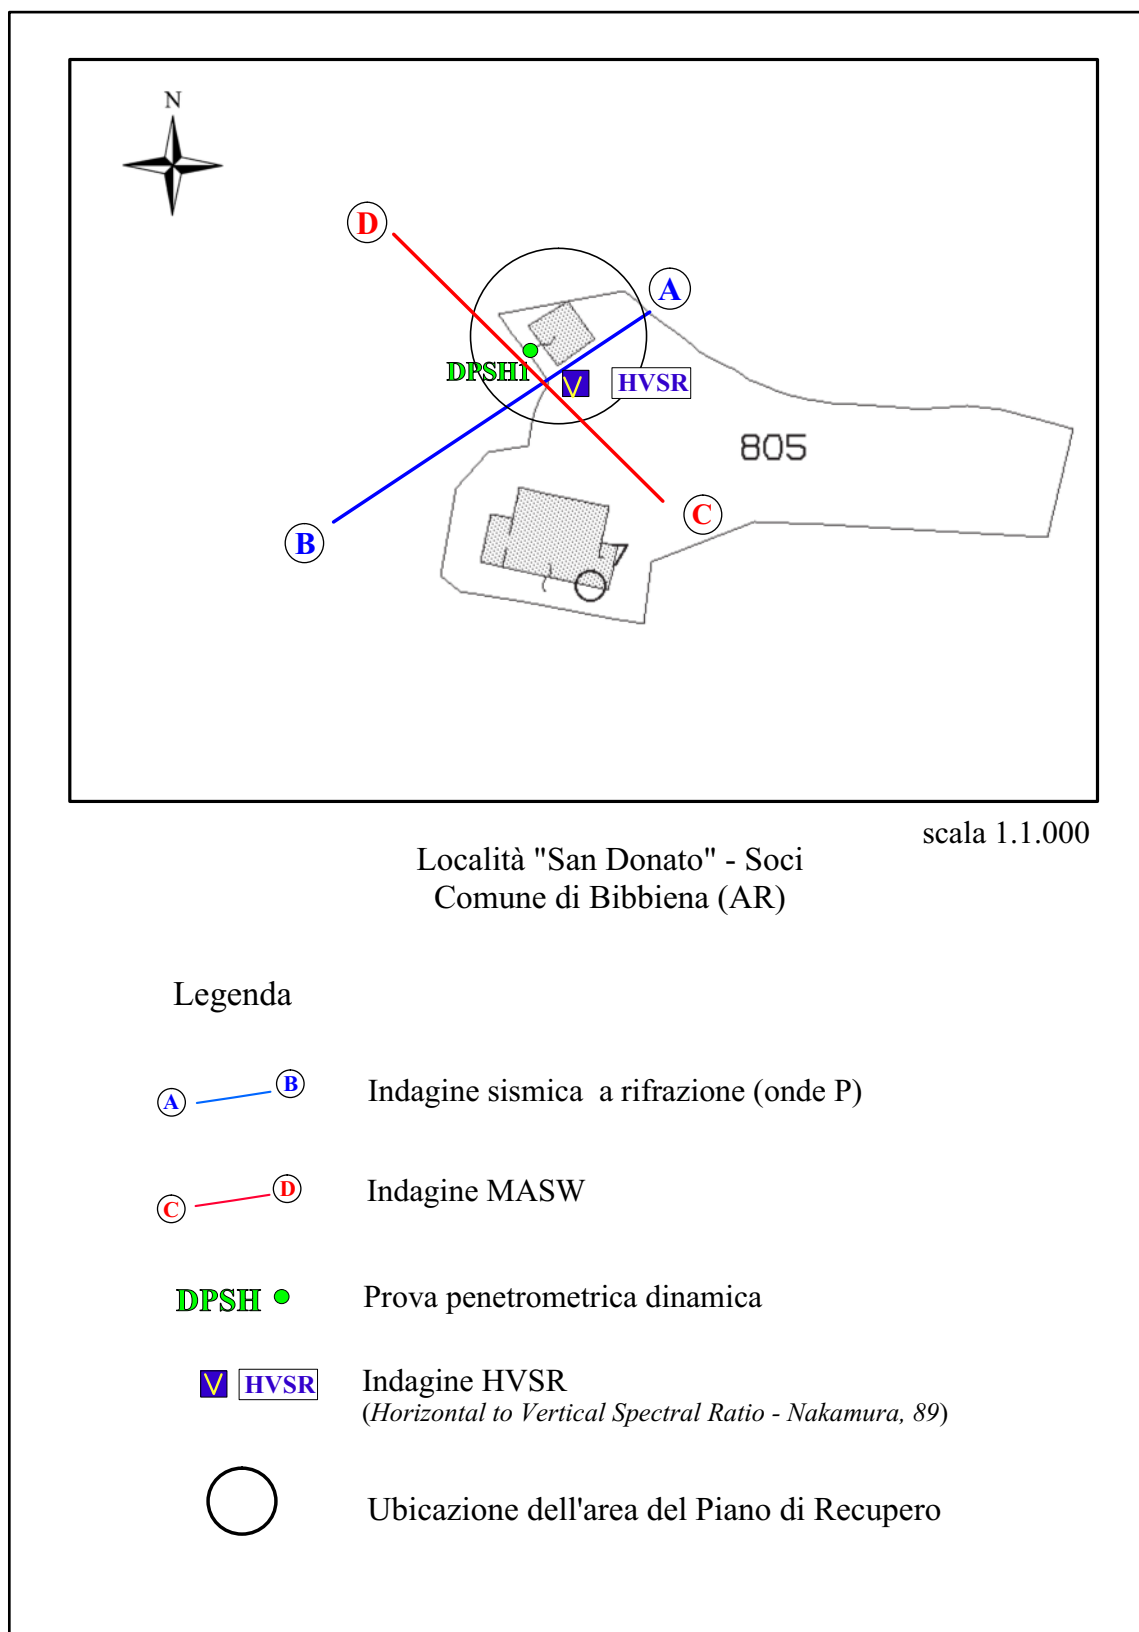 N
D
A
DPSH1
HVSR
805
C
B
scala 1.1.000
Località "San Donato" - Soci
Comune di Bibbiena (AR)
Legenda
A B Indagine sismica a rifrazione (onde P)
C D Indagine MASW
DPSH Prova penetrometrica dinamica
V HVSR Indagine HVSR
(Horizontal to Vertical Spectral Ratio - Nakamura, 89)
Ubicazione dell'area del Piano di Recupero